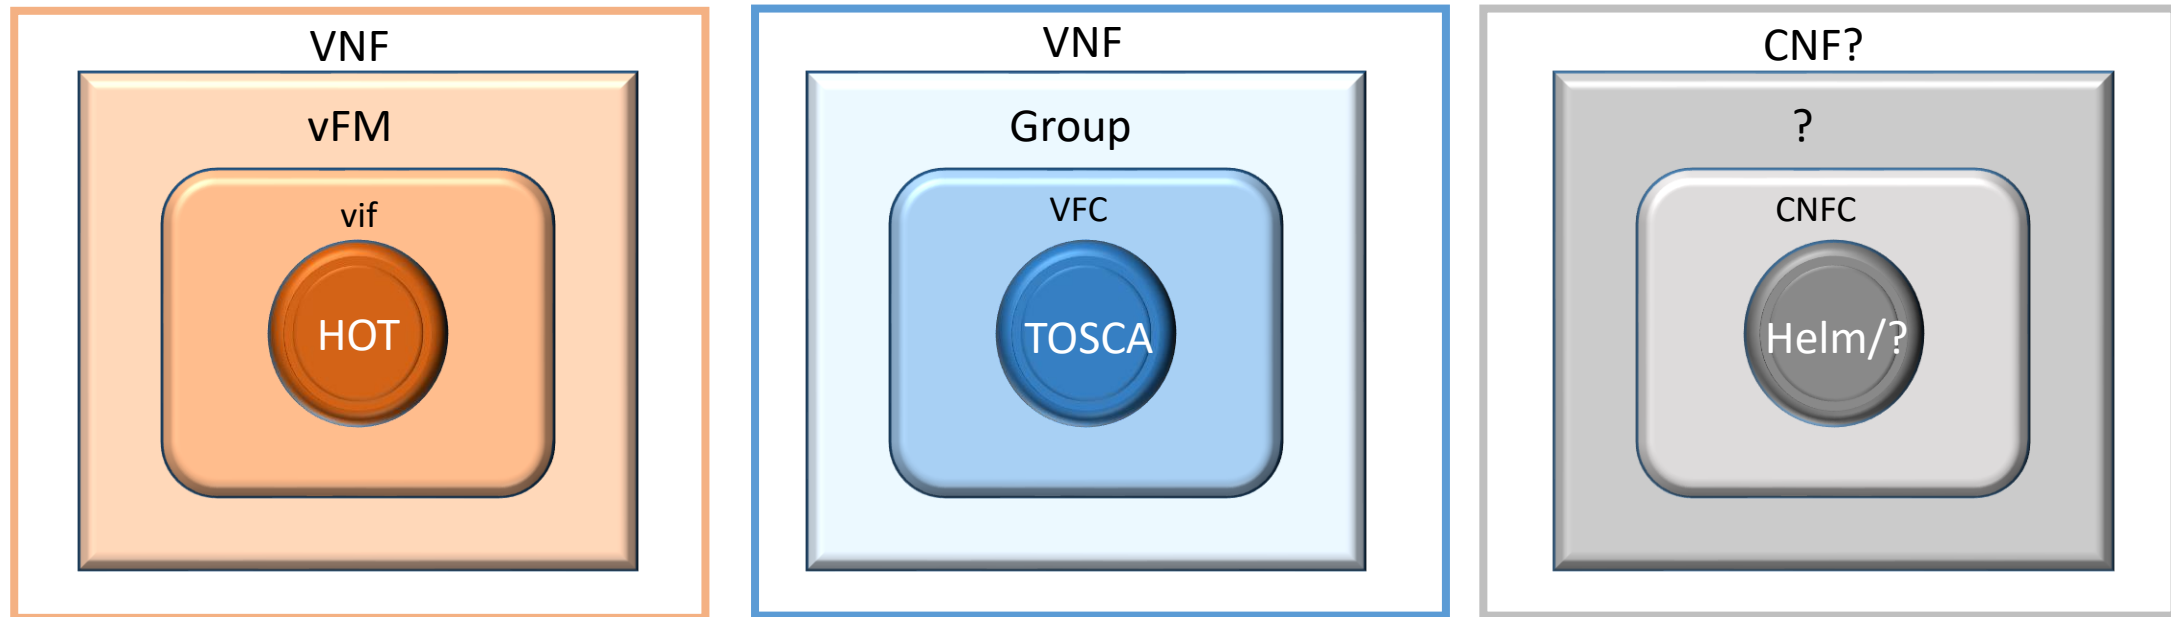 VNF
vFM
vif
HOT
VNF
Group
VFC
TOSCA
CNF?
?
CNFC
Helm/?